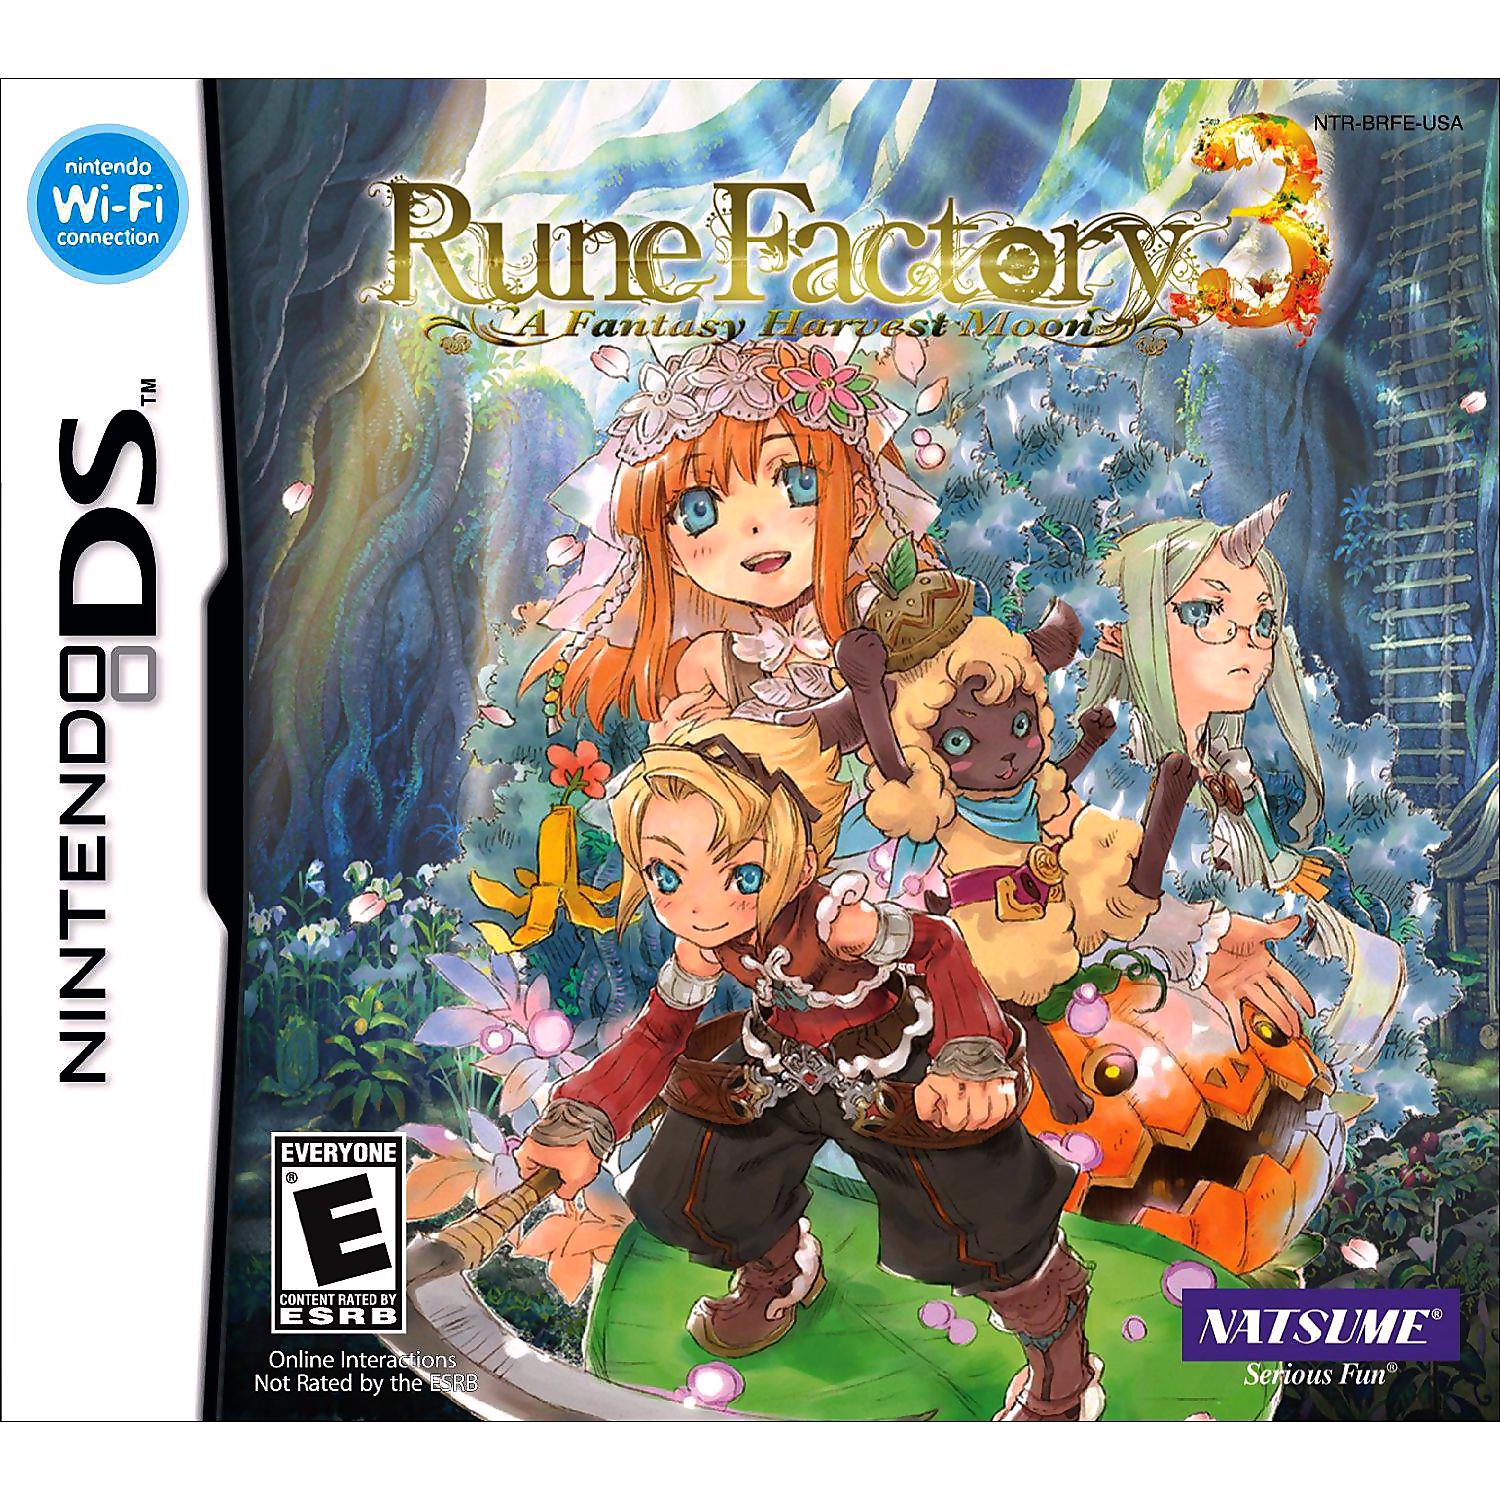 nintendo
Wi-Fi
connection
NINTENDO DS™
NTR-BRFE-USA
Rune Factory 3
A Fantasy Harvest Moon
EVERYONE
E®
CONTENT RATED BY
ESRB
Online Interactions
Not Rated by the ESRB
NATSUME®
Serious Fun®